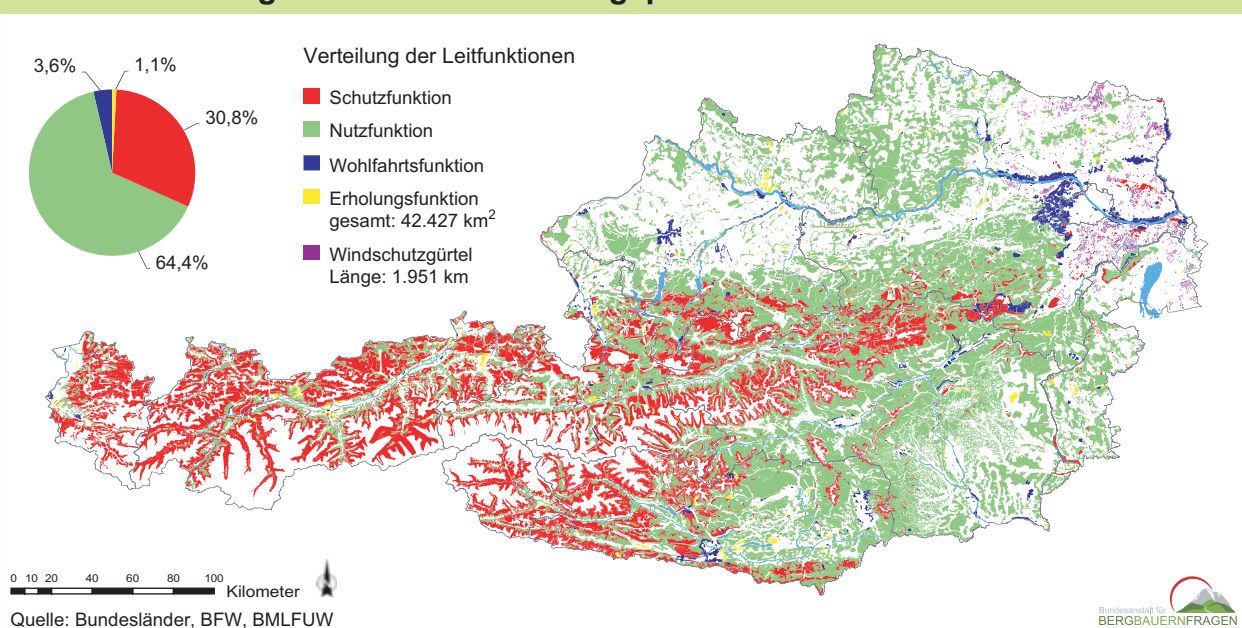 3,6%
1,1%
30,8%
64,4%
Verteilung der Leitfunktionen
Schutzfunktion
Nutzfunktion
Wohlfahrtsfunktion
Erholungsfunktion
gesamt: 42.427 km²
Windschutzgürtel
Länge: 1.951 km
0 10 20 40 60 80 100
Kilometer
Quelle: Bundesländer, BFW, BMLFUW
Bundesanstalt für
BERGBAUERNFRAGEN